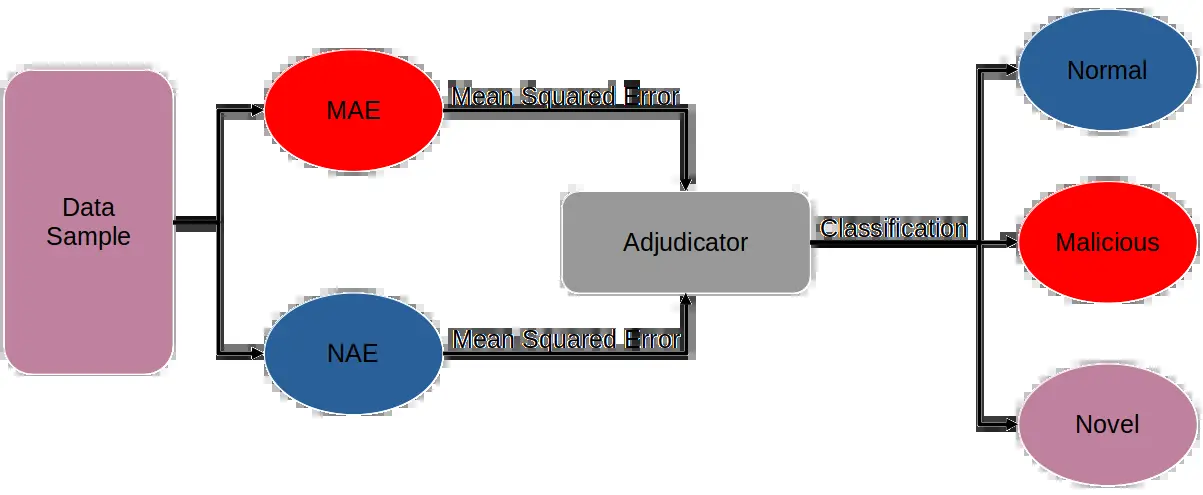 Data
Sample
MAE
Mean Squared Error
NAE
Mean Squared Error
Adjudicator
Classification
Normal
Malicious
Novel